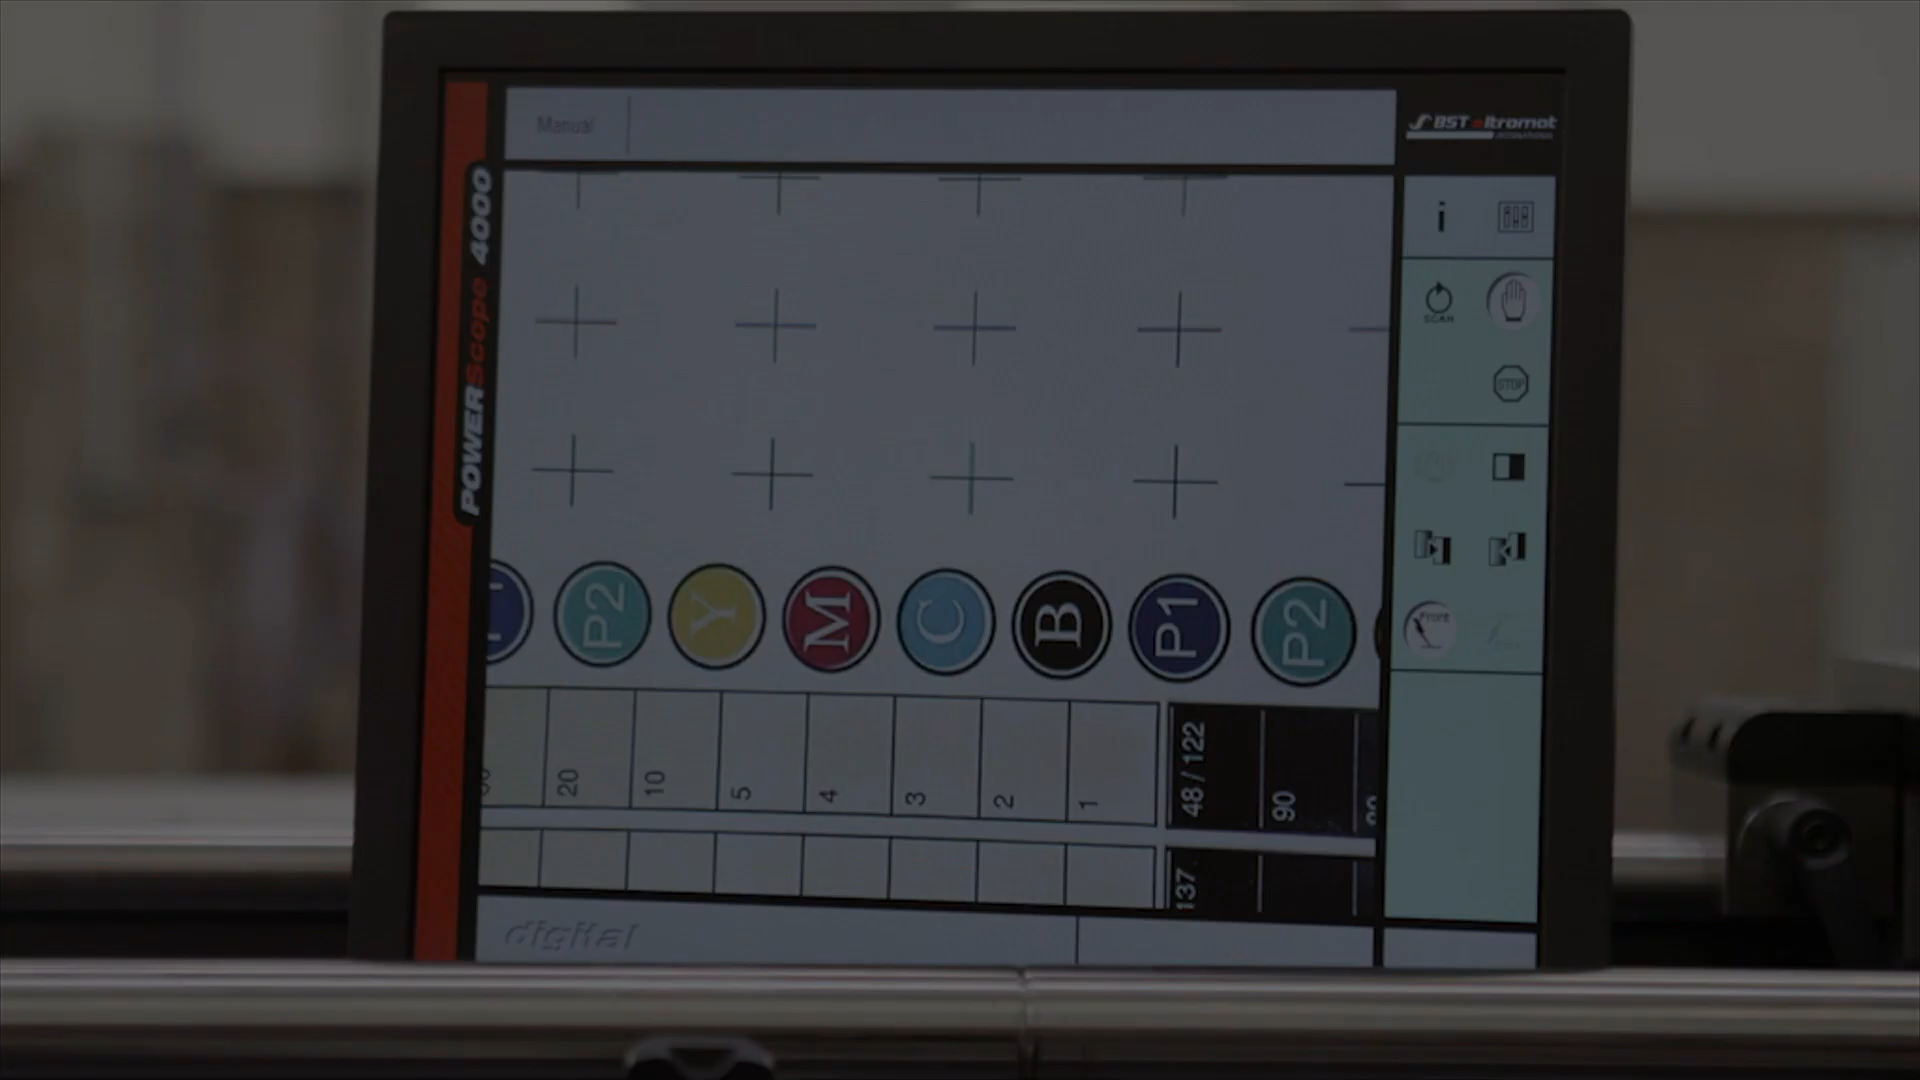 Manual
BST eltromat
INTERNATIONAL
POWERScope 4000
i
SCAN
STOP
Front
P2 Y M C B P1 P2
20 10 5 4 3 2 1 48 / 122 90
137
digital